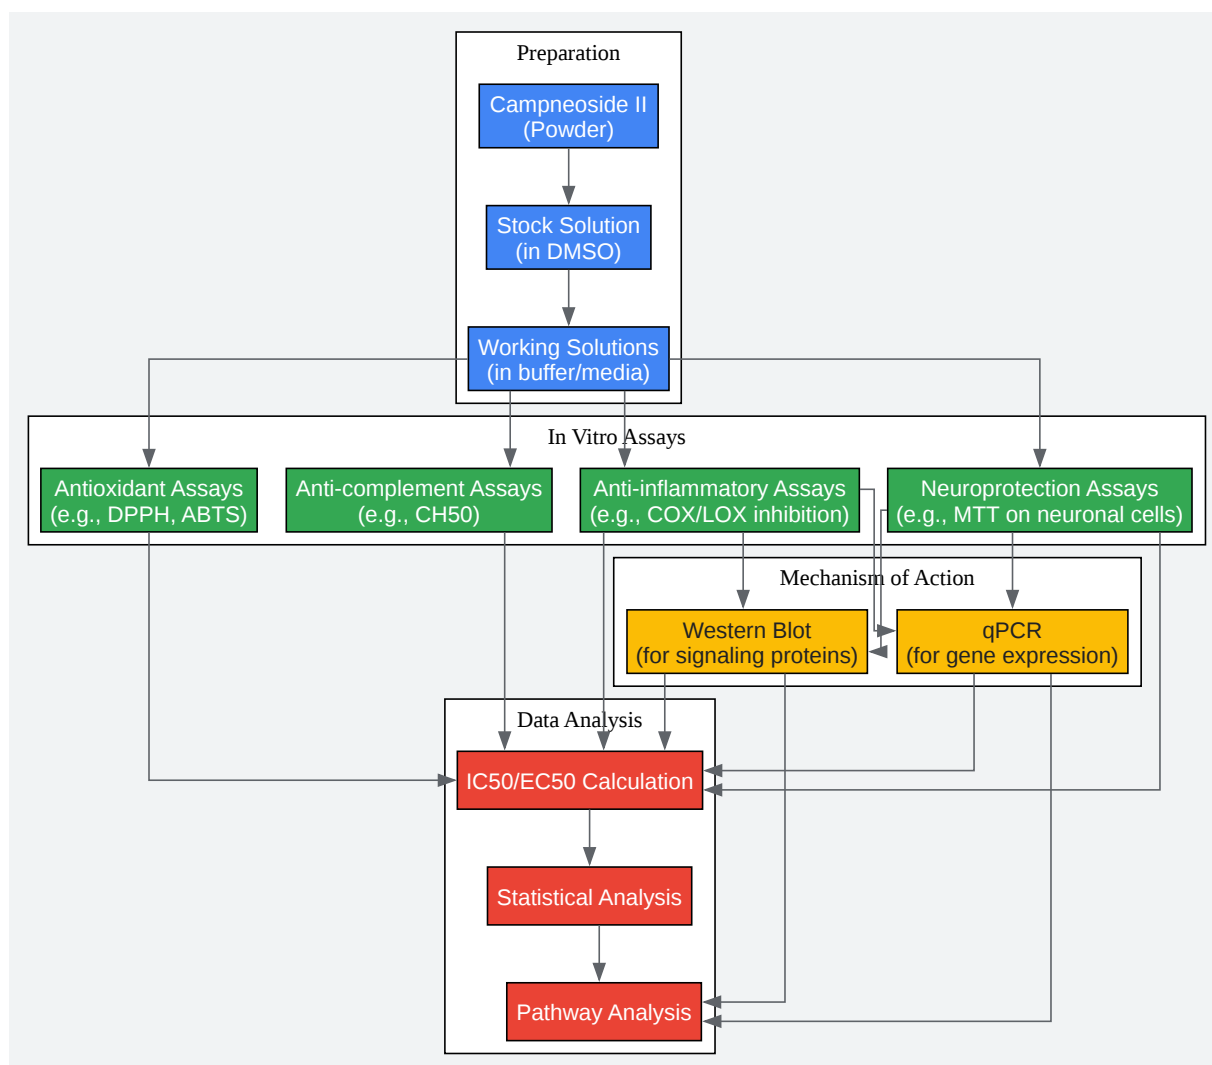 Preparation
Campneoside II
(Powder)
Stock Solution
(in DMSO)
Working Solutions
(in buffer/media)
In Vitro Assays
Antioxidant Assays
(e.g., DPPH, ABTS)
Anti-complement Assays
(e.g., CH50)
Anti-inflammatory Assays
(e.g., COX/LOX inhibition)
Neuroprotection Assays
(e.g., MTT on neuronal cells)
Mechanism of Action
Western Blot
(for signaling proteins)
qPCR
(for gene expression)
Data Analysis
IC50/EC50 Calculation
Statistical Analysis
Pathway Analysis